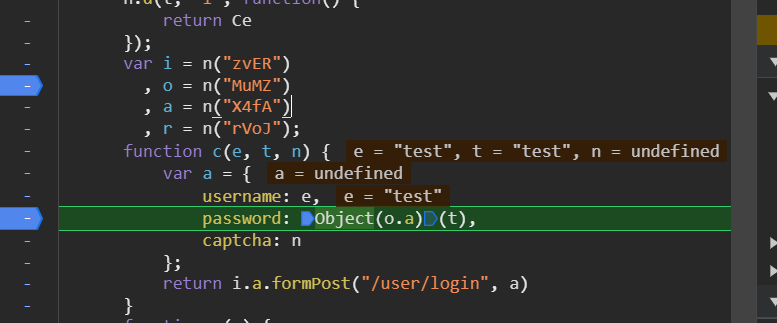 n.d(t, "i", function() {
return Ce
});
var i = n("zvER")
, o = n("MuMZ")
, a = n("X4fA")
, r = n("rVoJ");
function c(e, t, n) { e = "test", t = "test", n = undefined
var a = { a = undefined
username: e, e = "test"
password: Object(o.a)(t),
captcha: n
};
return i.a.formPost("/user/login", a)
}